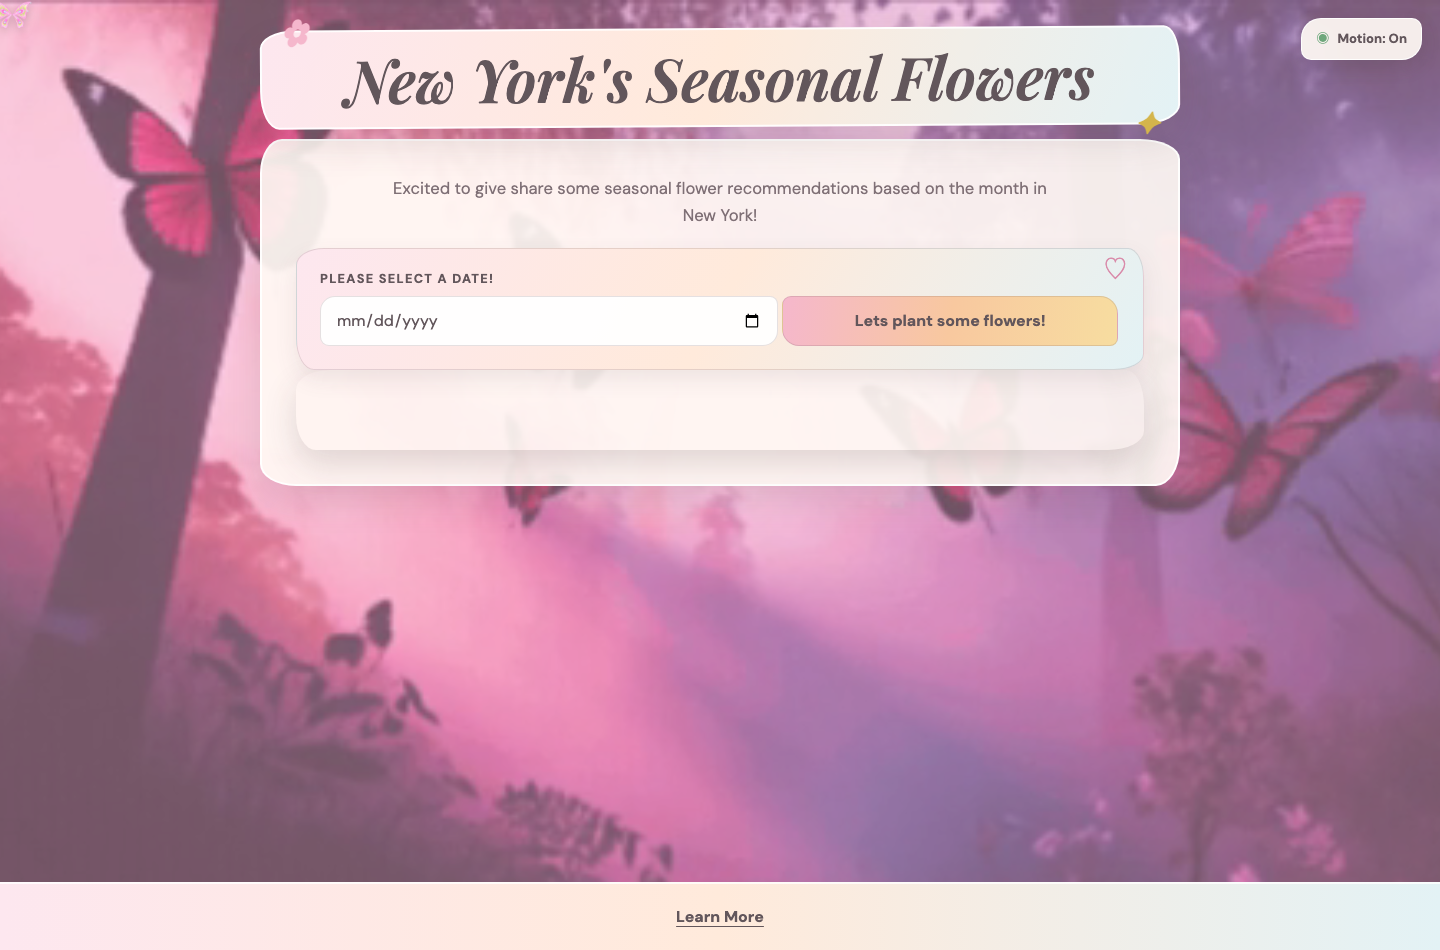 New York's Seasonal Flowers
Motion: On
Excited to give share some seasonal flower recommendations based on the month in
New York!
PLEASE SELECT A DATE!
mm/dd/yyyy
Lets plant some flowers!
Learn More